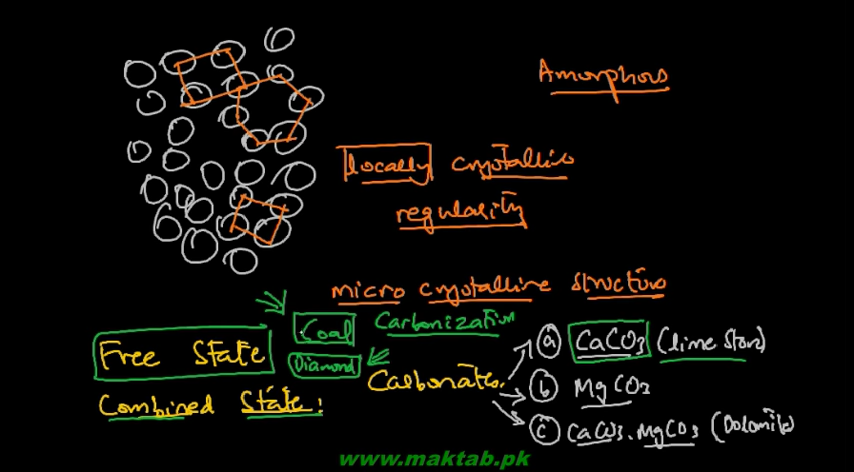 Amorphous
locally crystalline
regularity
micro crystalline structure
Coal Carbonization
Free State
Diamond
Combined State:
Carbonates
a CaCO3 (lime Stone)
b MgCO3
c CaCO3.MgCO3 (Dolomite)
www.maktab.pk